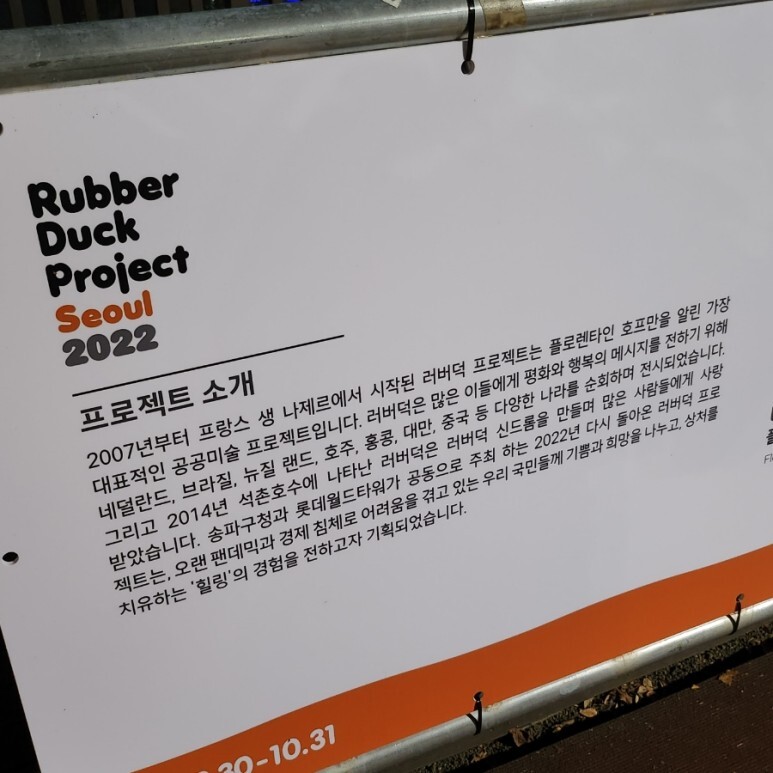 Rubber
Duck
Project
Seoul
2022
프로젝트 소개
2007년부터 프랑스 생 나제르에서 시작된 러버덕 프로젝트는 플로렌타인 호프만을 알린 가장
대표적인 공공미술 프로젝트입니다. 러버덕은 많은 이들에게 평화와 행복의 메시지를 전하기 위해
네덜란드, 브라질, 뉴질 랜드, 호주, 홍콩, 대만, 중국 등 다양한 나라를 순회하며 전시되었습니다.
그리고 2014년 석촌호수에 나타난 러버덕은 러버덕 신드롬을 만들며 많은 사람들에게 사랑
받았습니다. 송파구청과 롯데월드타워가 공동으로 주최 하는 2022년 다시 돌아온 러버덕 프로
젝트는, 오랜 팬데믹과 경제 침체로 어려움을 겪고 있는 우리 국민들께 기쁨과 희망을 나누고, 상처를
치유하는 '힐링'의 경험을 전하고자 기획되었습니다.
.30-10.31